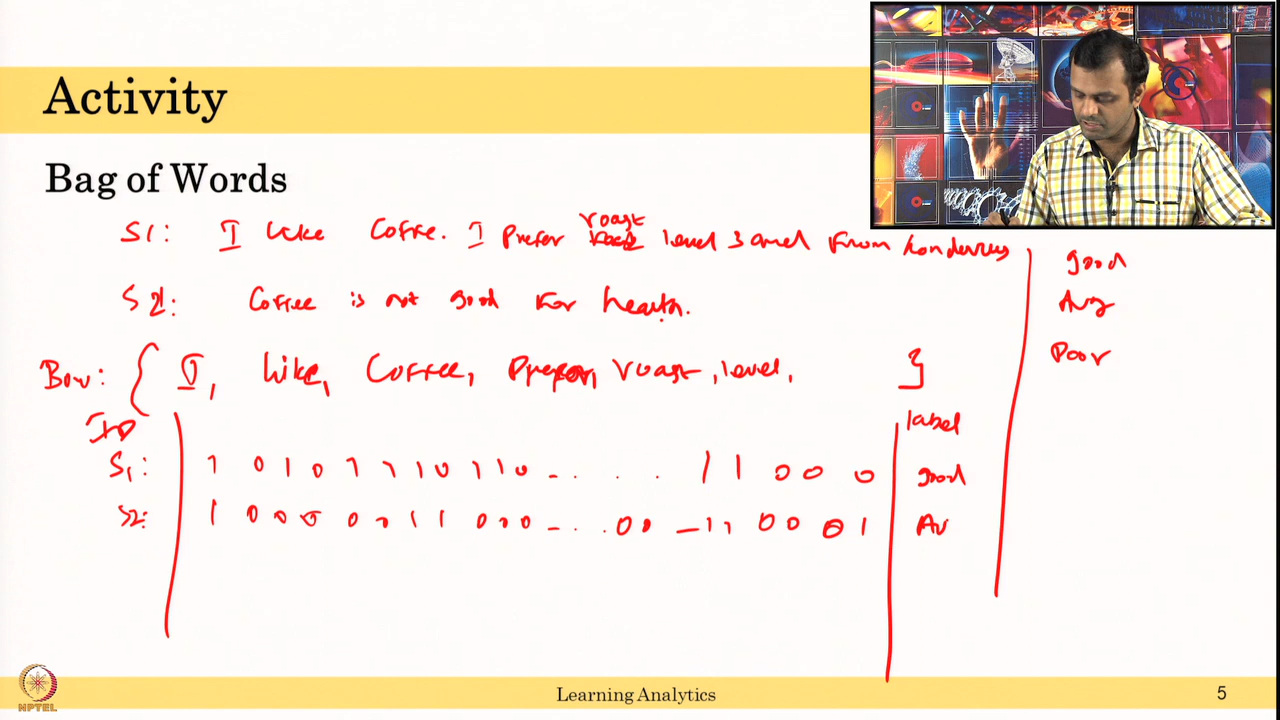 Activity
Bag of Words
S1: I like Coffee. I Prefer roast level 3 and from honduras
S2: Coffee is not good for health.
good
Avg
Poor
Bow: { I, like, Coffee, Prefer, roast, level, }
ID label
S1: 1 0 1 0 1 1 1 0 1 1 0 - . . . 1 1 0 0 0 good
S2: 1 0 0 0 0 0 1 1 0 0 0 - . . . 0 0 - 1 1 0 0 0 1 Av
Learning Analytics
5
NPTEL